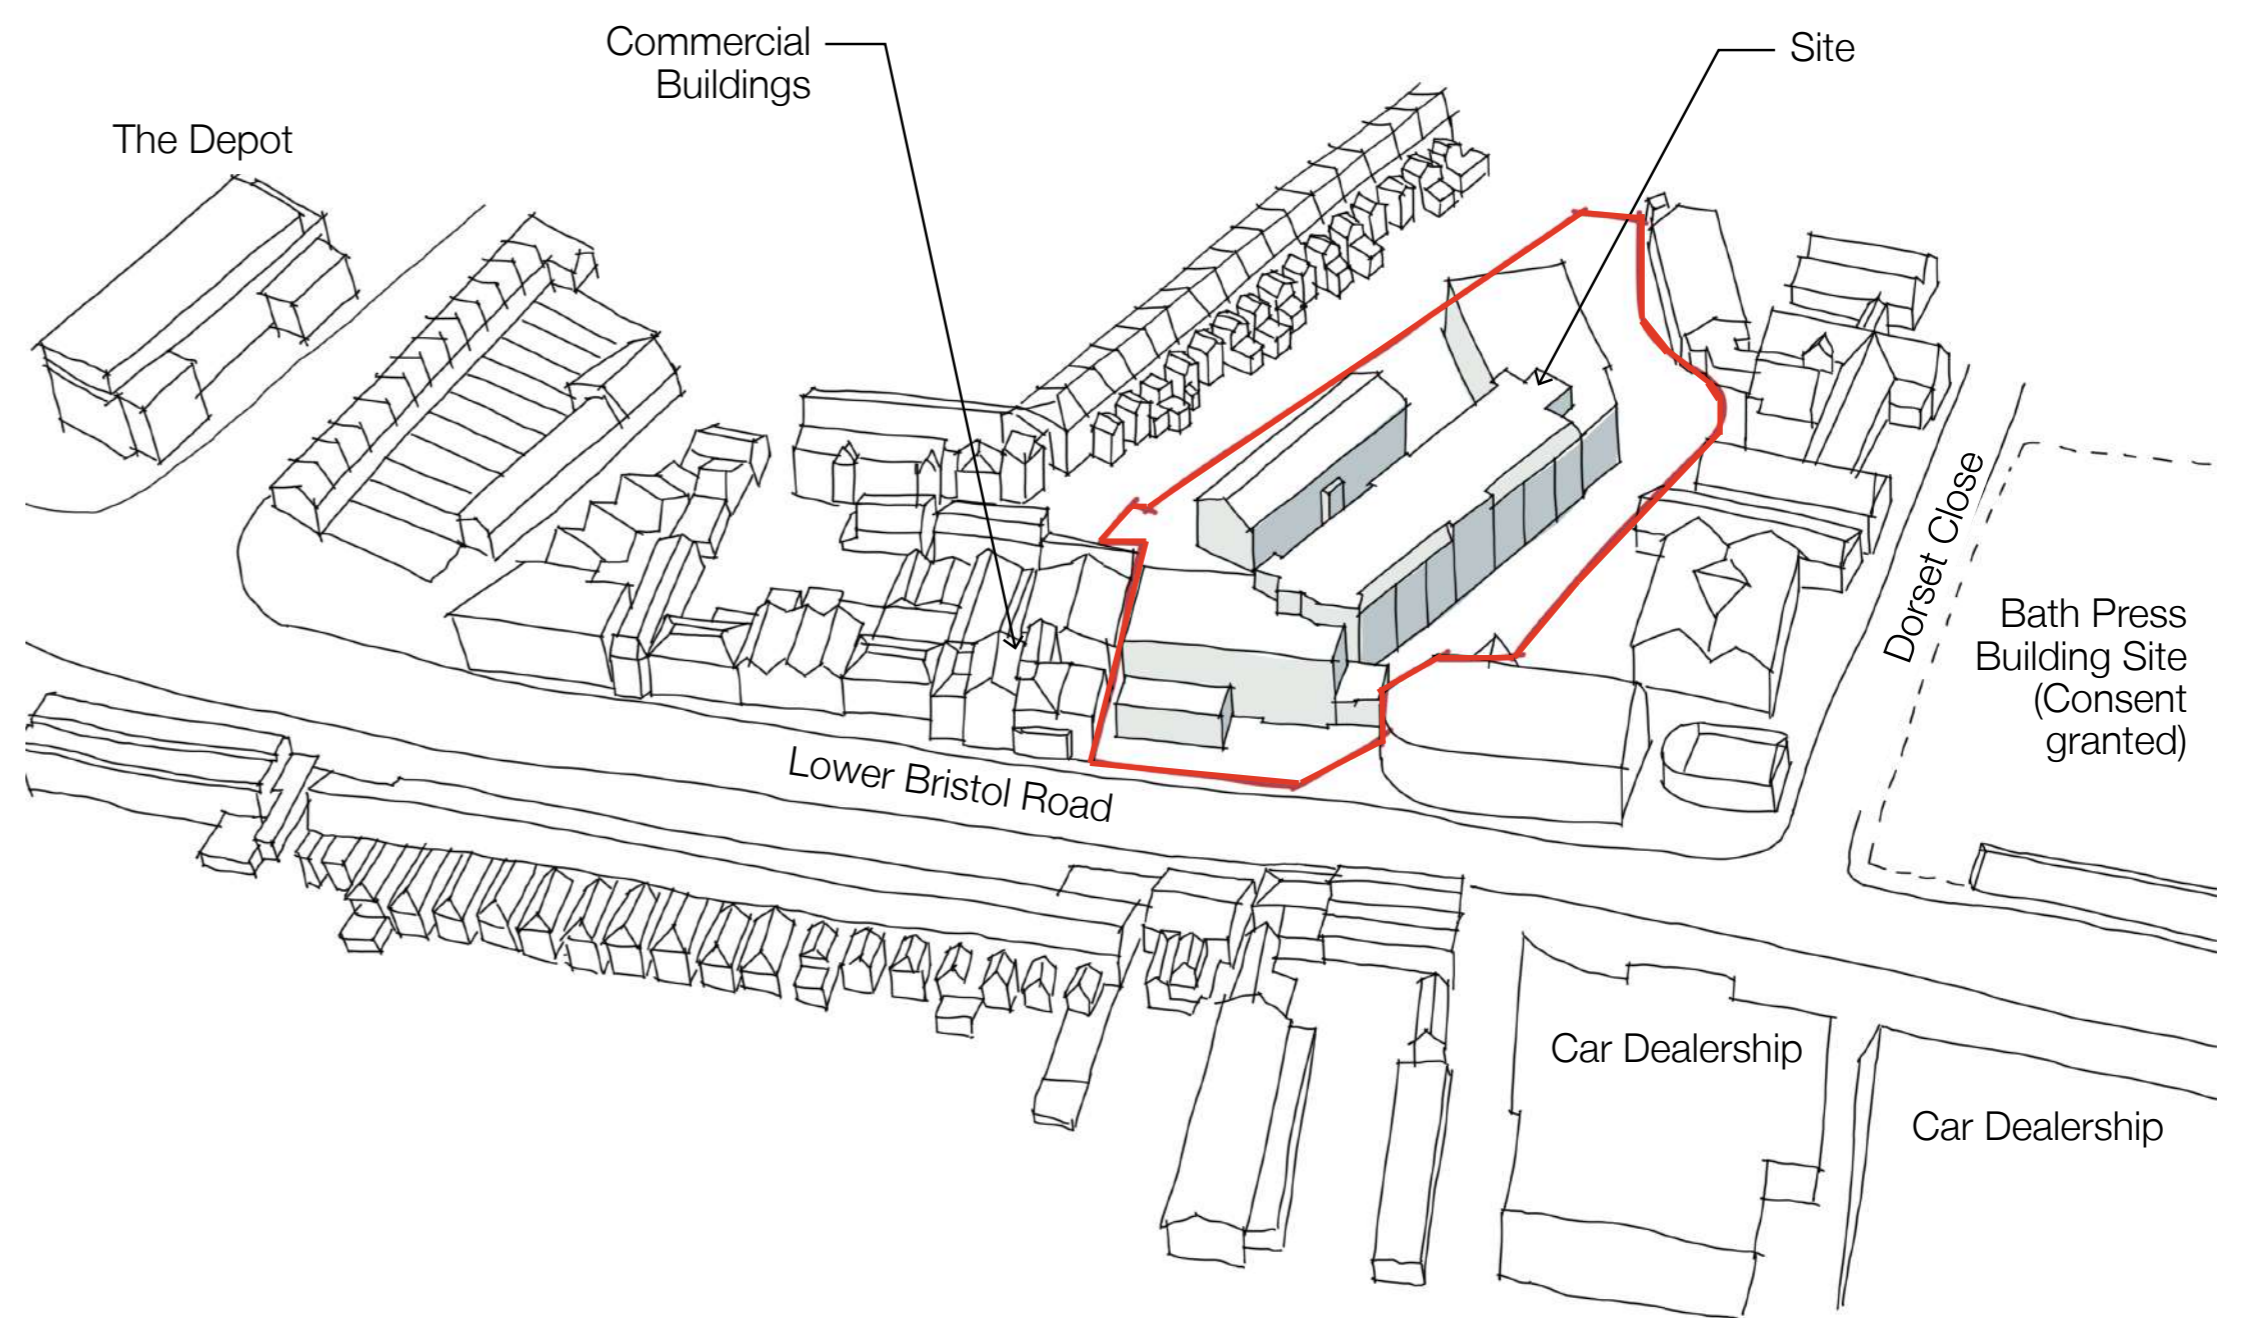 Commercial
Buildings
Site
The Depot
Dorset Close
Bath Press
Building Site
(Consent
granted)
Lower Bristol Road
Car Dealership
Car Dealership